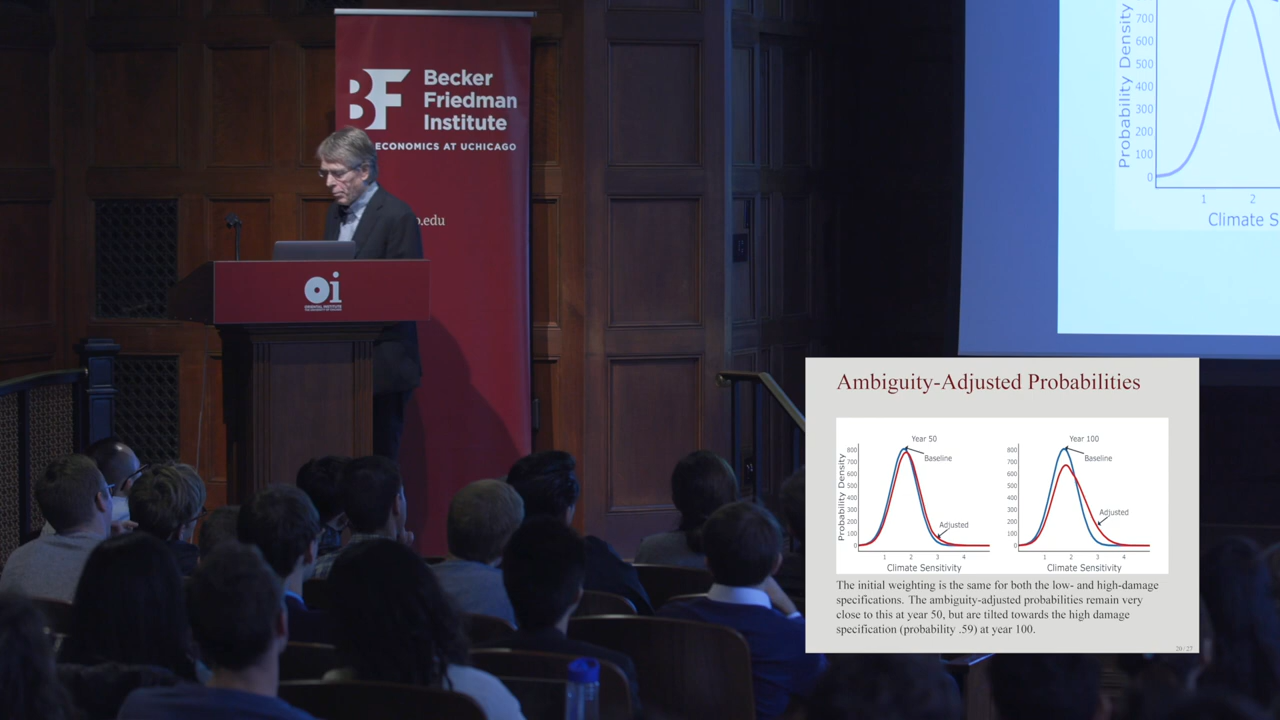 BF
Becker
Friedman
Institute
ECONOMICS AT UCHICAGO
.edu
Oi
ORIENTAL INSTITUTE
700
600
500
400
300
200
100
0
Probability Density
1 2
Climate S
Ambiguity-Adjusted Probabilities
Year 50
Baseline
Adjusted
800
700
600
500
400
300
200
100
0
Probability Density
1 2 3 4
Climate Sensitivity
Year 100
Baseline
Adjusted
800
700
600
500
400
300
200
100
0
1 2 3 4
Climate Sensitivity
The initial weighting is the same for both the low- and high-damage
specifications. The ambiguity-adjusted probabilities remain very
close to this at year 50, but are tilted towards the high damage
specification (probability .59) at year 100.
20 / 27